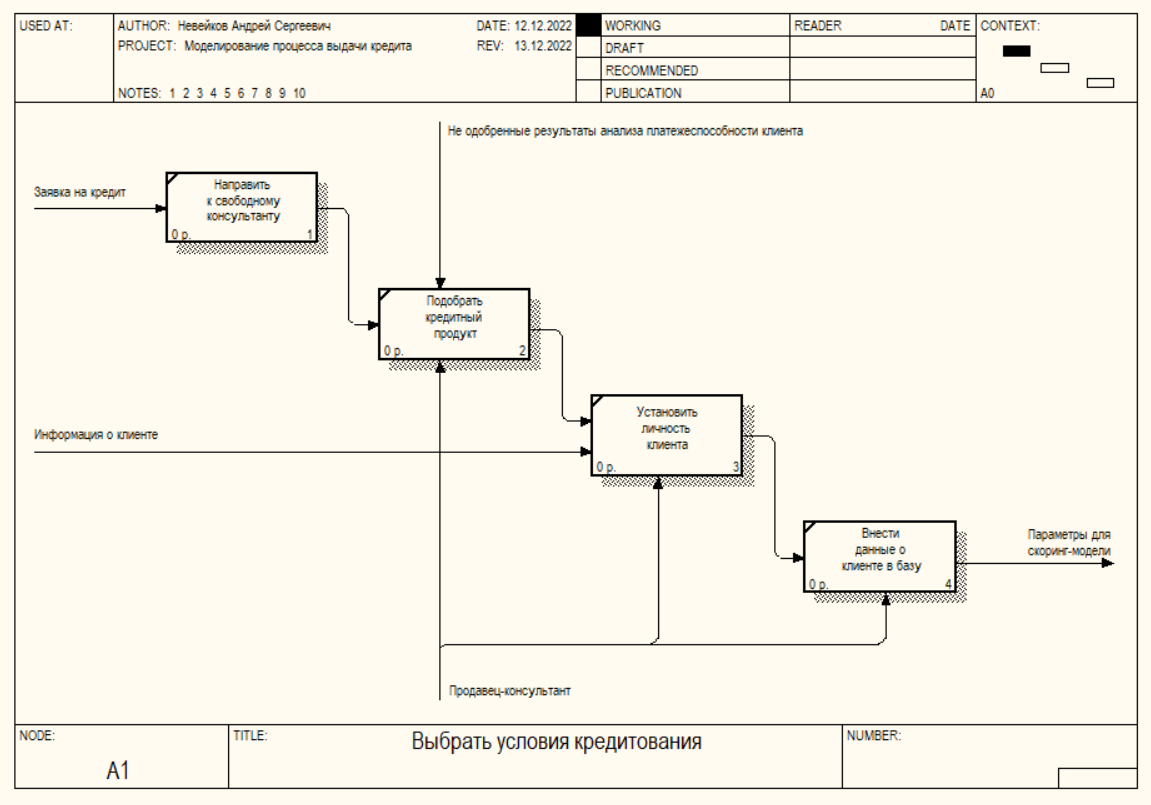 USED AT:
AUTHOR: Невейков Андрей Сергеевич
DATE: 12.12.2022
PROJECT: Моделирование процесса выдачи кредита
REV: 13.12.2022
NOTES: 1 2 3 4 5 6 7 8 9 10
WORKING
DRAFT
RECOMMENDED
PUBLICATION
READER
DATE
CONTEXT:
A0
Не одобренные результаты анализа платежеспособности клиента
Заявка на кредит
Направить
к свободному
консультанту
0 р.
1
Подобрать
кредитный
продукт
0 р.
2
Информация о клиенте
Установить
личность
клиента
0 р.
3
Внести
данные о
клиенте в базу
0 р.
4
Параметры для
скоринг-модели
Продавец-консультант
NODE:
A1
TITLE:
Выбрать условия кредитования
NUMBER: